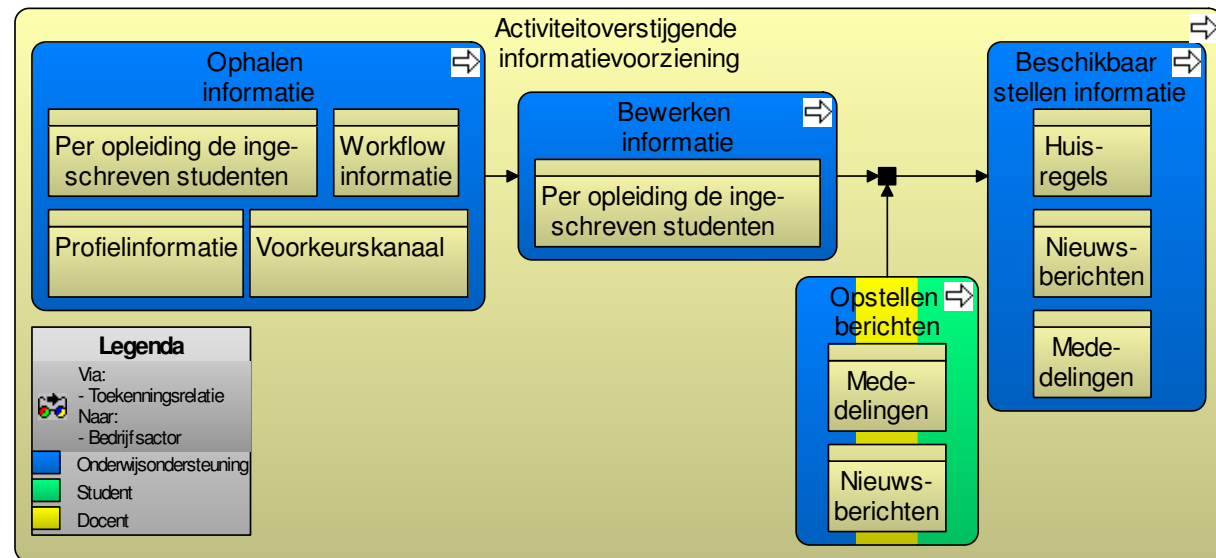 Activiteitoverstijgende
informatievoorziening
Ophalen
informatie
Per opleiding de inge-
schreven studenten
Workflow
informatie
Profielinformatie
Voorkeurskanaal
Bewerken
informatie
Per opleiding de inge-
schreven studenten
Opstellen
berichten
Mede-
delingen
Nieuws-
berichten
Beschikbaar
stellen informatie
Huis-
regels
Nieuws-
berichten
Mede-
delingen
Legenda
Via:
- Toekenningsrelatie
Naar:
- Bedrijfsactor
Onderwijsondersteuning
Student
Docent